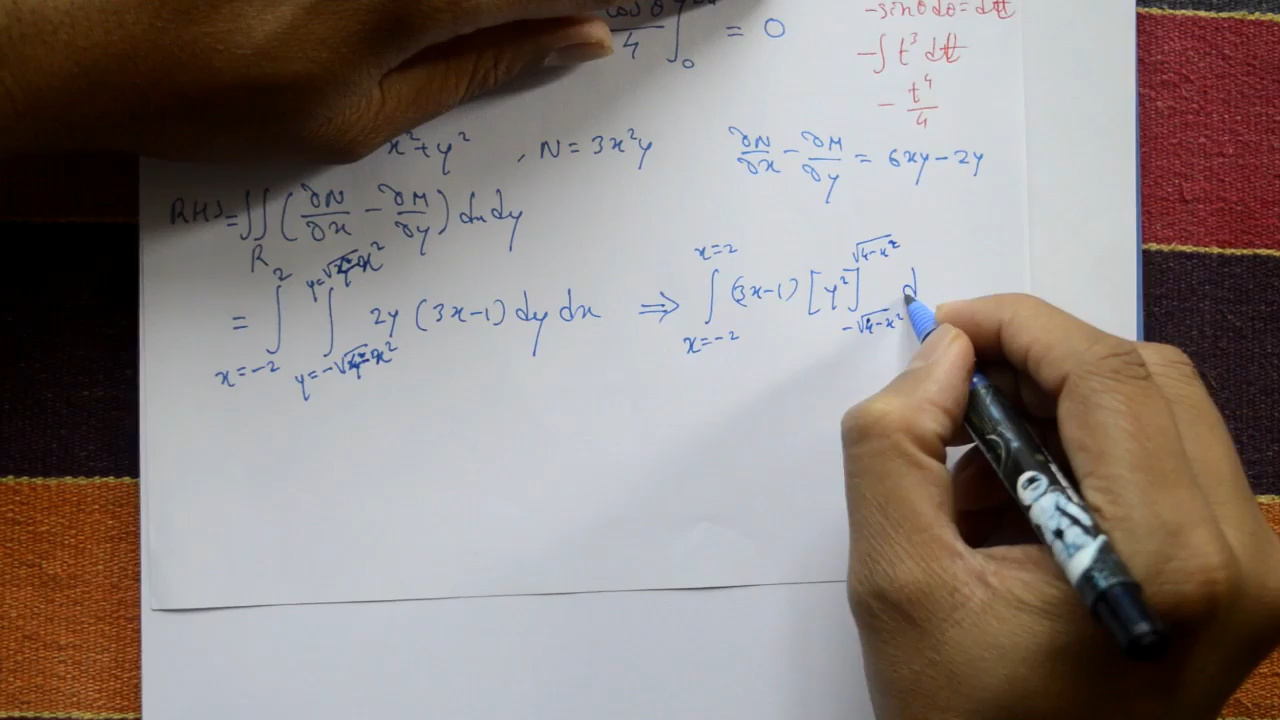 cosθ/4 ]₀ = 0
-sinθ dθ = dt
-∫ t³ dt
- t⁴/4
x² + y² , N = 3x²y ∂N/∂x - ∂M/∂y = 6xy - 2y
RHS = ∬_R (∂N/∂x - ∂M/∂y) dx dy
= ∫_{x=-2}^{2} ∫_{y=-√4-x²}^{y=√4-x²} 2y (3x-1) dy dx ⇒ ∫_{x=-2}^{x=2} (3x-1) [y²]_{-√4-x²}^{√4-x²} d